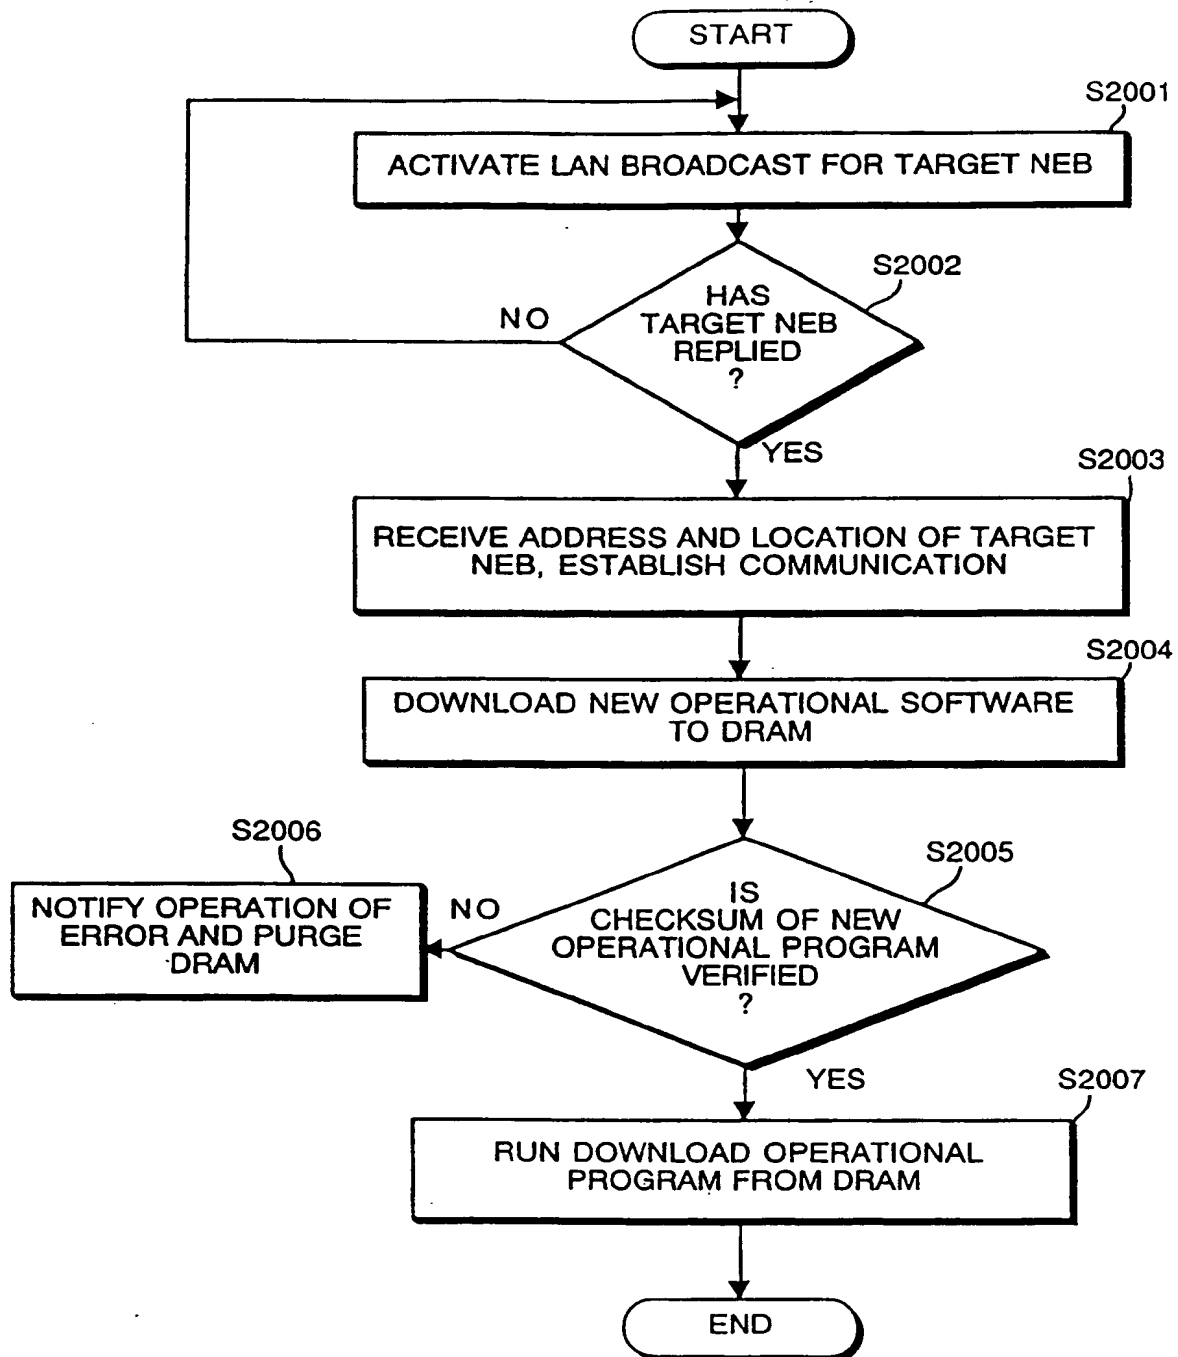 START
S2001
ACTIVATE LAN BROADCAST FOR TARGET NEB
S2002
HAS
TARGET NEB
REPLIED
?
NO
YES
S2003
RECEIVE ADDRESS AND LOCATION OF TARGET
NEB, ESTABLISH COMMUNICATION
S2004
DOWNLOAD NEW OPERATIONAL SOFTWARE
TO DRAM
S2005
IS
CHECKSUM OF NEW
OPERATIONAL PROGRAM
VERIFIED
?
NO
S2006
NOTIFY OPERATION OF
ERROR AND PURGE
DRAM
YES
S2007
RUN DOWNLOAD OPERATIONAL
PROGRAM FROM DRAM
END